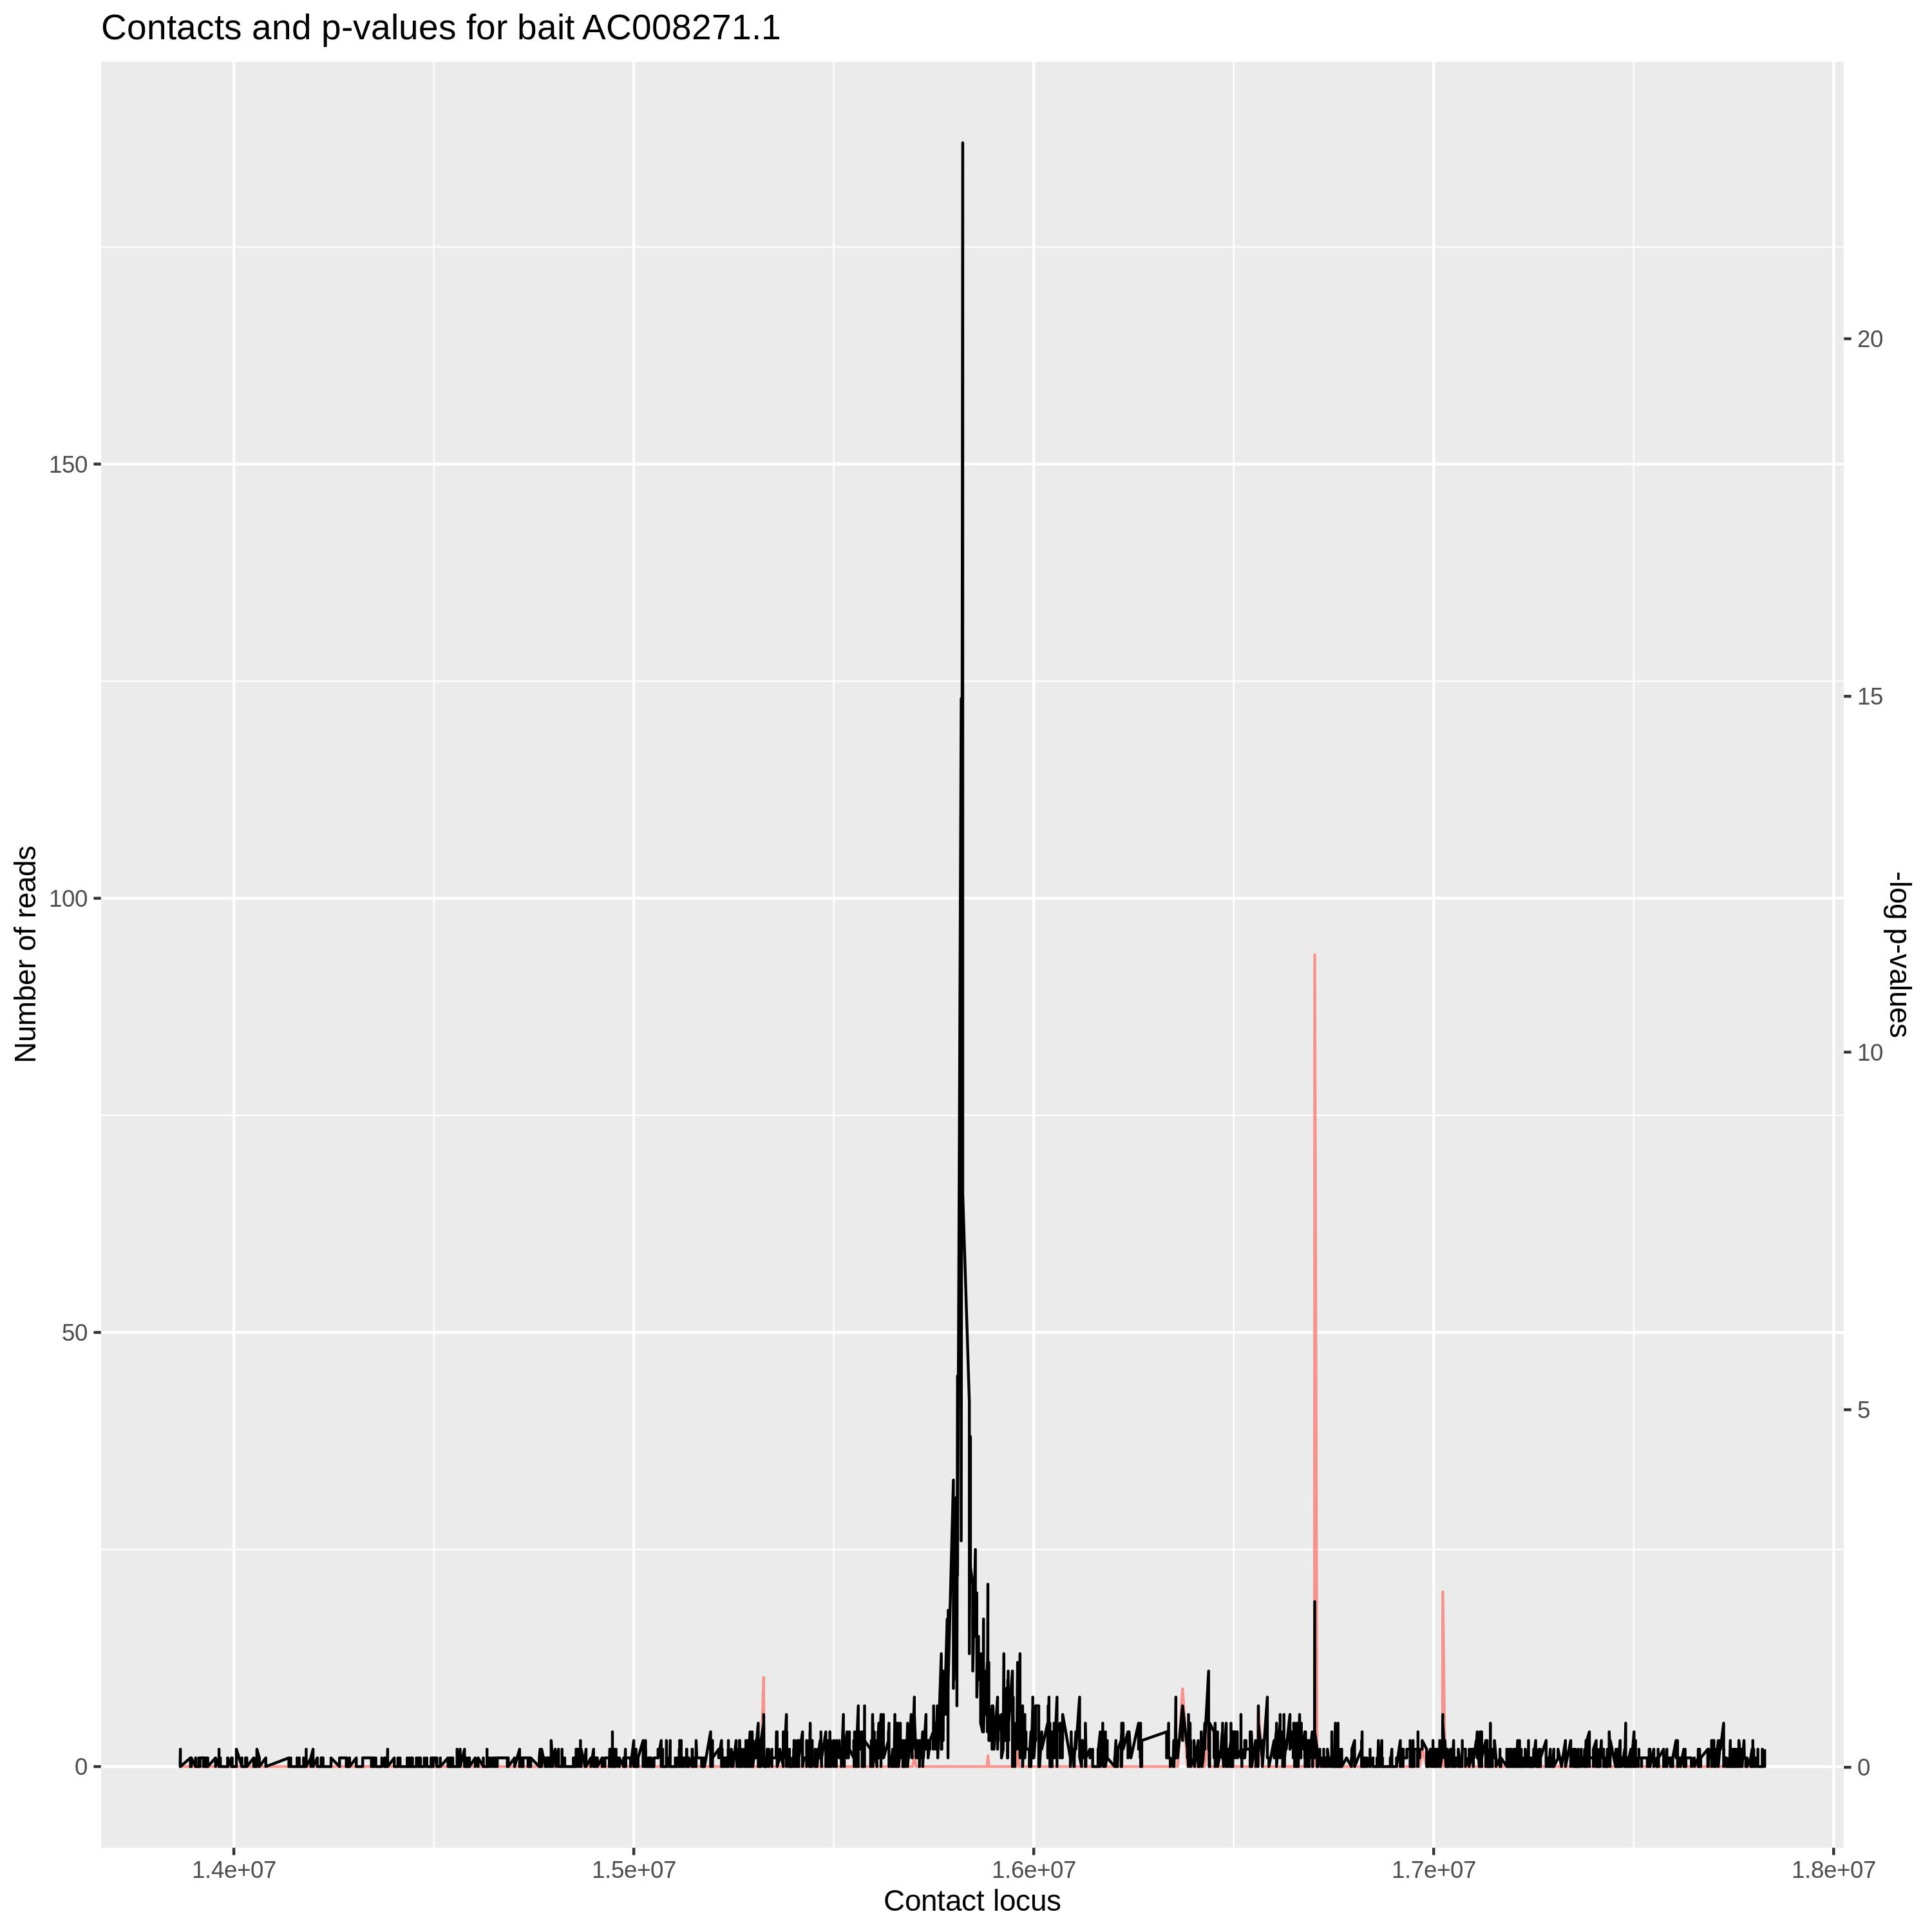 Contacts and p-values for bait AC008271.1
Number of reads
150
100
50
0
20
15
10
5
0
-log p-values
1.4e+07
1.5e+07
1.6e+07
1.7e+07
1.8e+07
Contact locus